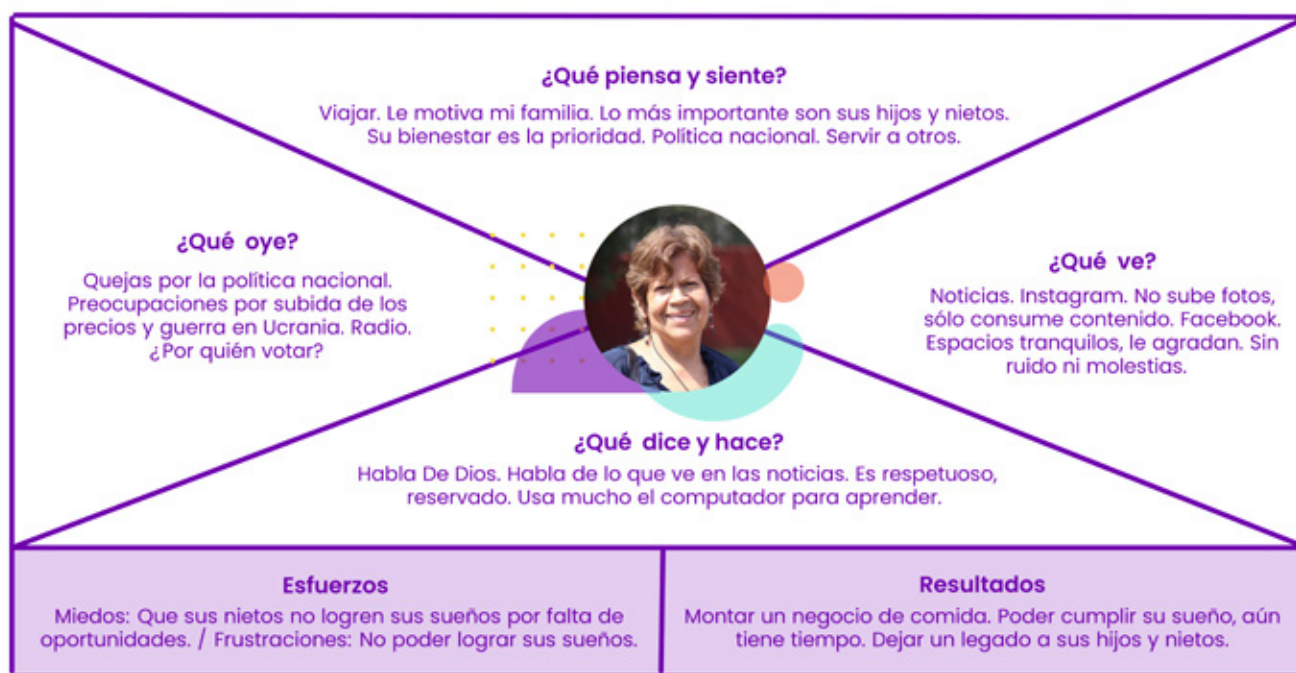 ¿Qué piensa y siente?
Viajar. Le motiva mi familia. Lo más importante son sus hijos y nietos.
Su bienestar es la prioridad. Política nacional. Servir a otros.
¿Qué oye?
Quejas por la política nacional.
Preocupaciones por subida de los
precios y guerra en Ucrania. Radio.
¿Por quién votar?
¿Qué ve?
Noticias. Instagram. No sube fotos,
sólo consume contenido. Facebook.
Espacios tranquilos, le agradan. Sin
ruido ni molestias.
¿Qué dice y hace?
Habla De Dios. Habla de lo que ve en las noticias. Es respetuoso,
reservado. Usa mucho el computador para aprender.
Esfuerzos
Miedos: Que sus nietos no logren sus sueños por falta de
oportunidades. / Frustraciones: No poder lograr sus sueños.
Resultados
Montar un negocio de comida. Poder cumplir su sueño, aún
tiene tiempo. Dejar un legado a sus hijos y nietos.